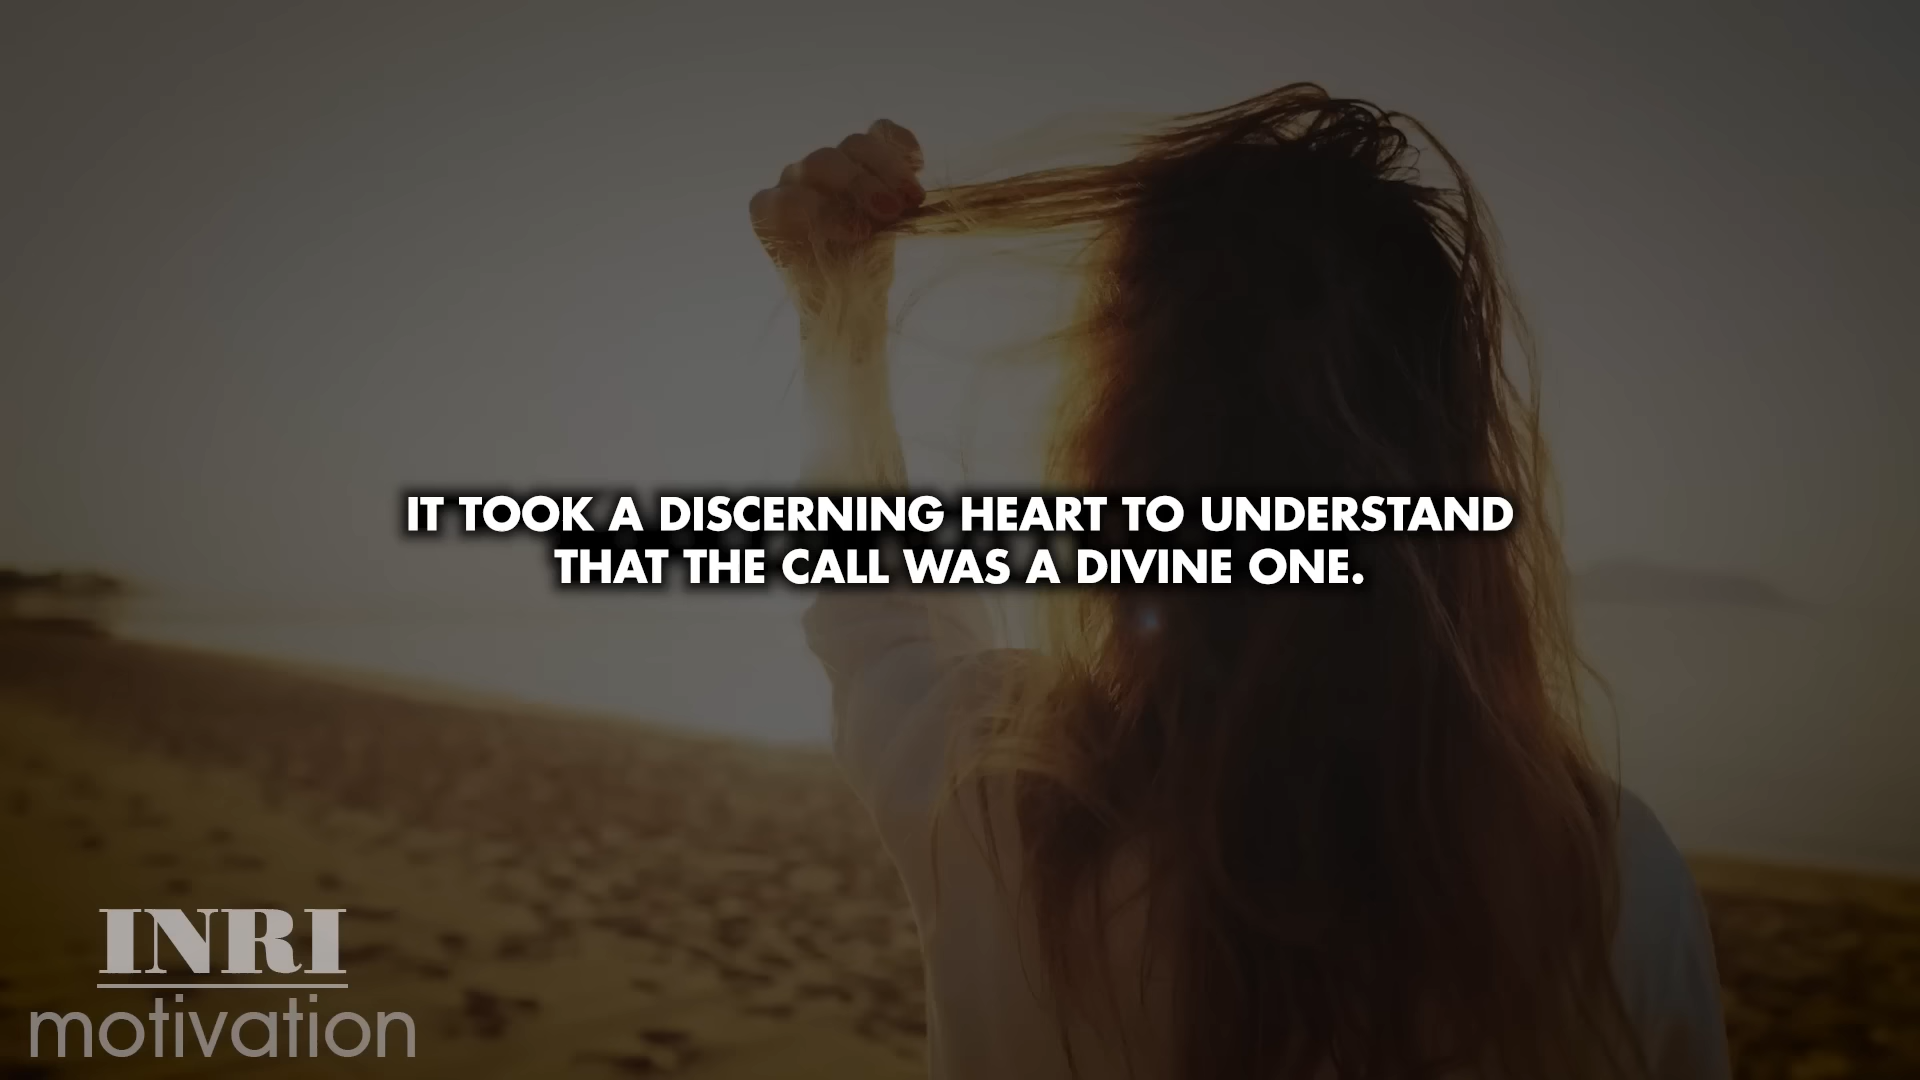 IT TOOK A DISCERNING HEART TO UNDERSTAND
THAT THE CALL WAS A DIVINE ONE.
INRI
motivation